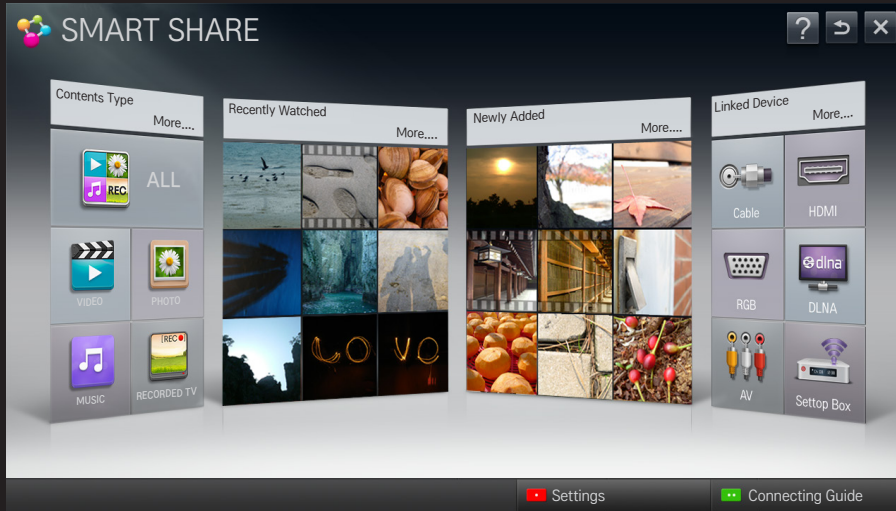 SMART SHARE
?
Contents Type
More....
ALL
REC
VIDEO
PHOTO
[REC]
MUSIC
RECORDED TV
Recently Watched
More....
LOVO
Newly Added
More....
Linked Device
More....
Cable
HDMI
RGB
dlna
DLNA
AV
Settop Box
Settings
Connecting Guide